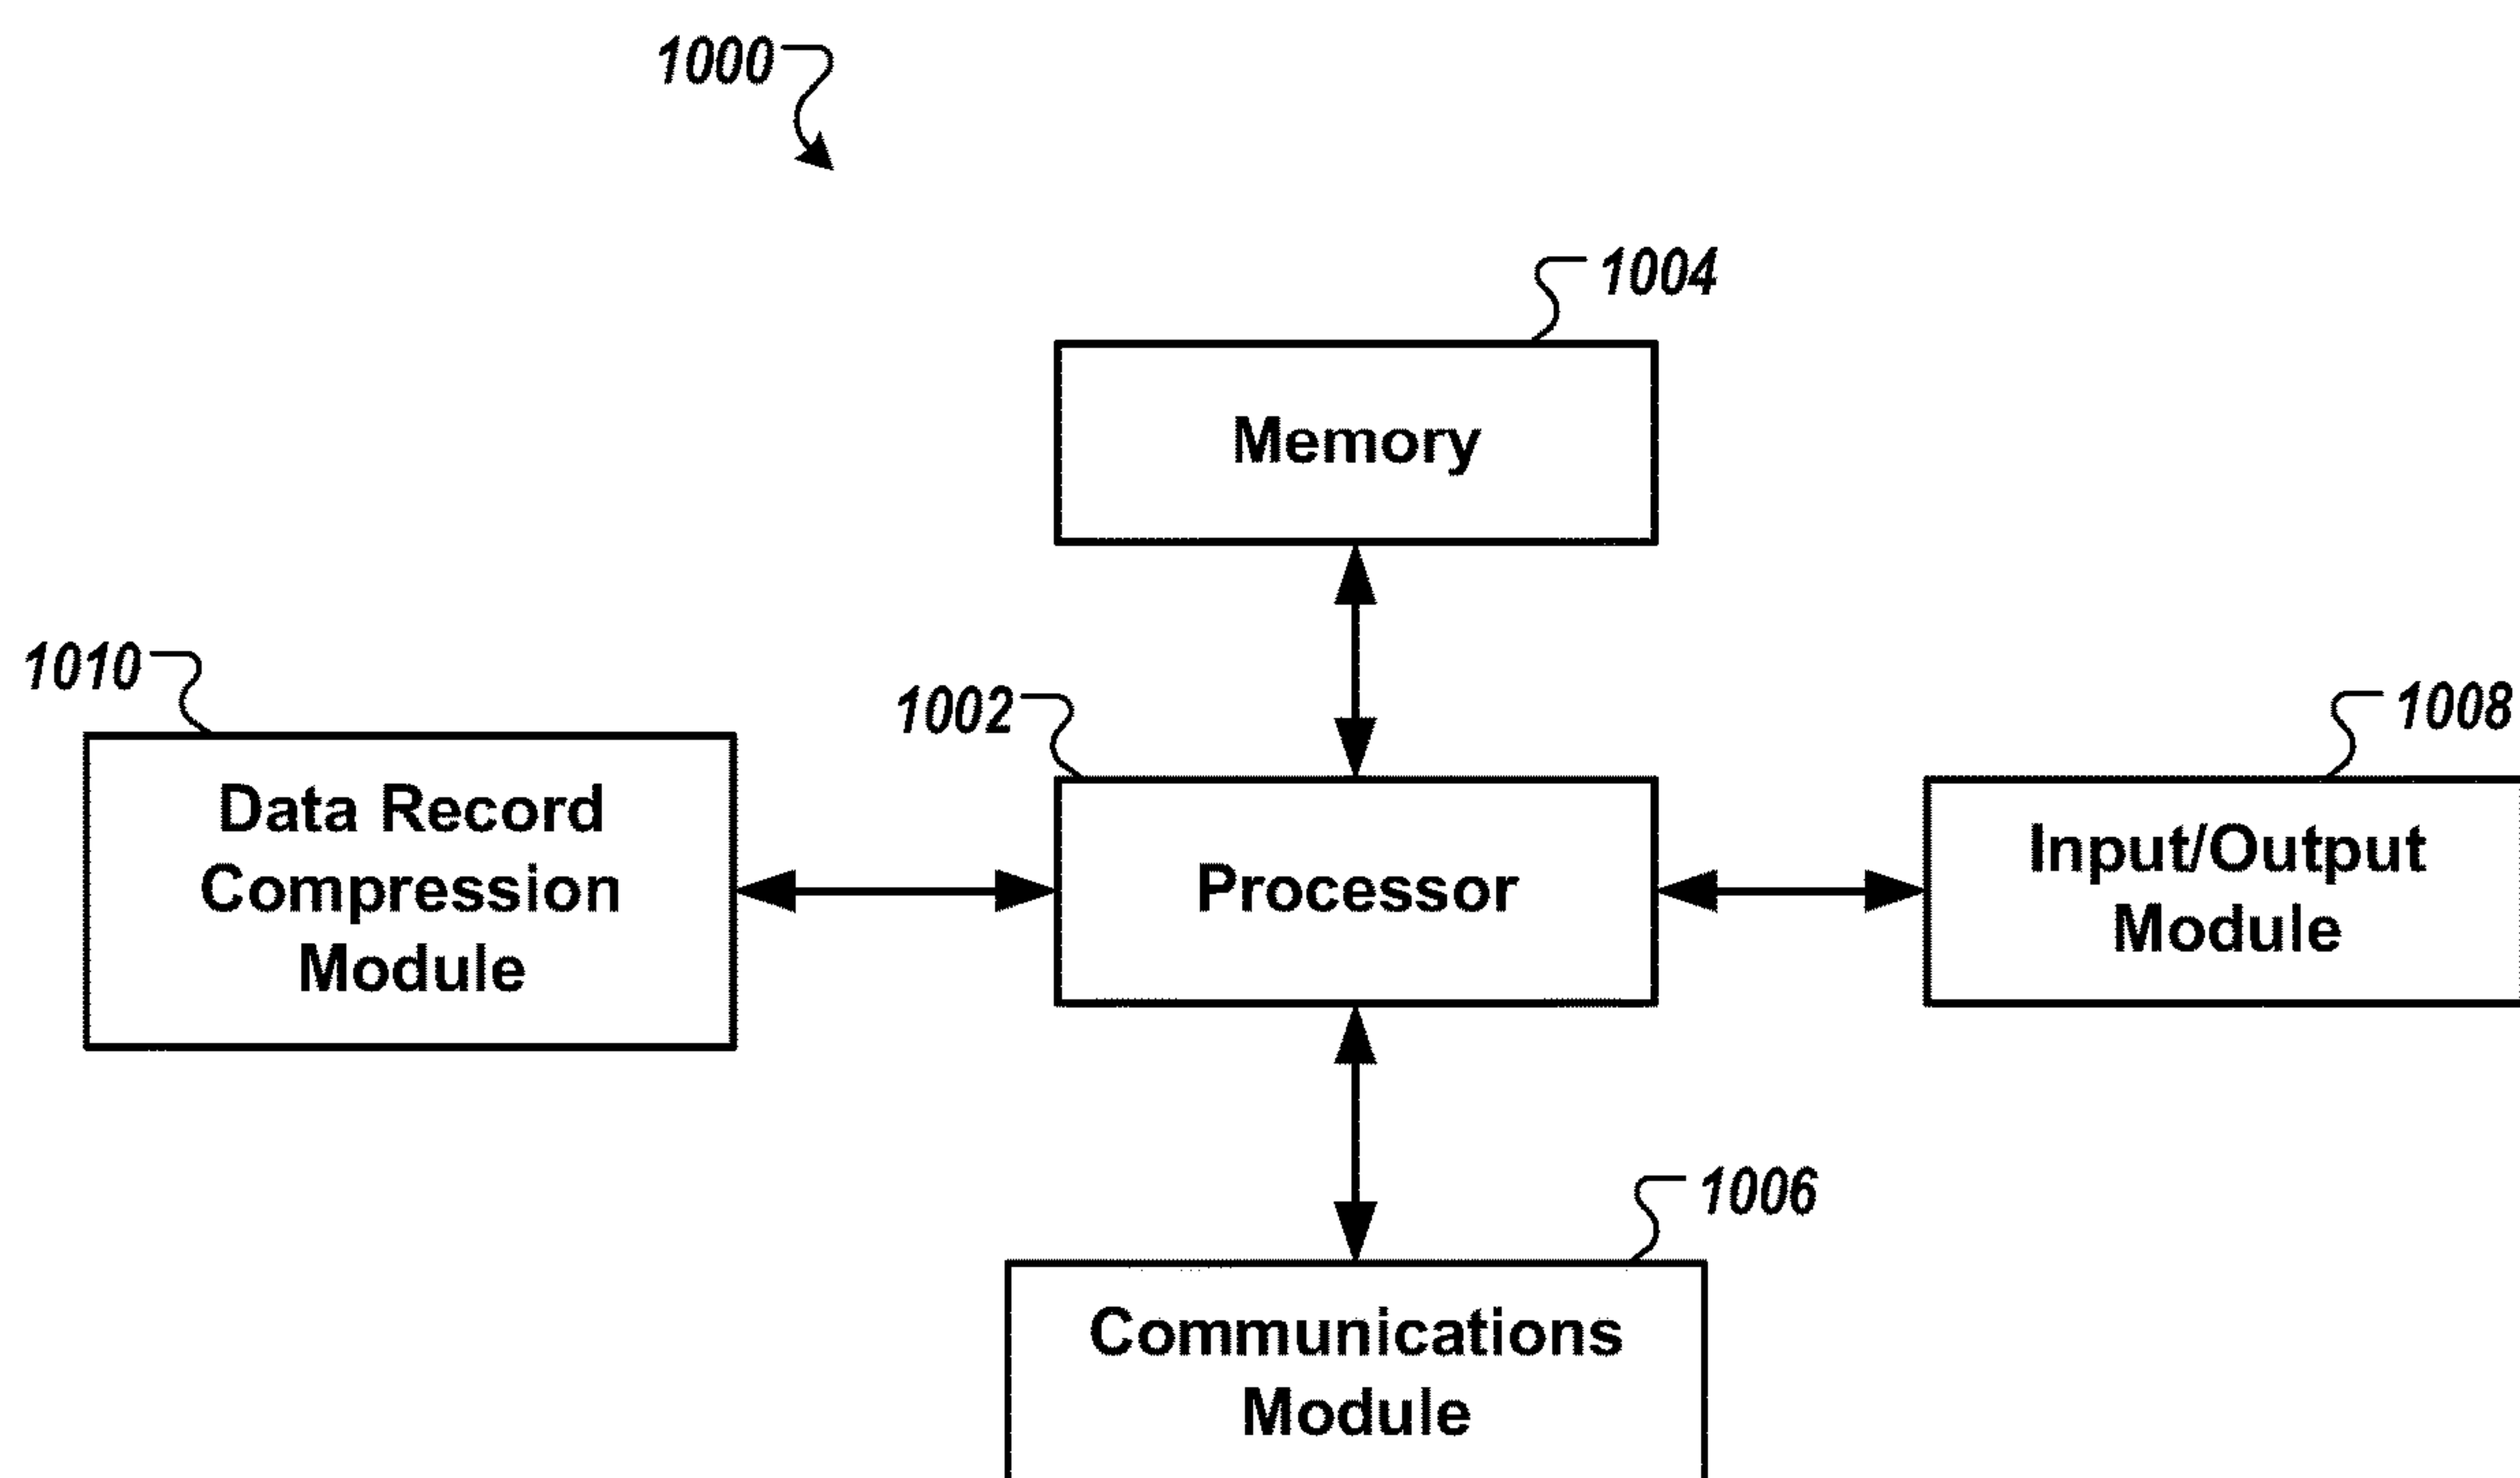 1000
1004
Memory
1010
1002
1008
Data Record
Compression
Module
Processor
Input/Output
Module
1006
Communications
Module